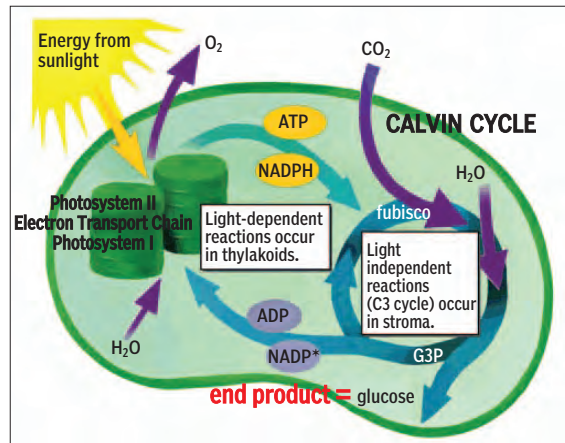 Energy from
sunlight
O2
CO2
ATP
CALVIN CYCLE
NADPH
H2O
Photosystem II
Electron Transport Chain
Photosystem I
fubisco
Light-dependent
reactions occur
in thylakoids.
Light
independent
reactions
(C3 cycle) occur
in stroma.
ADP
H2O
NADP*
G3P
end product = glucose